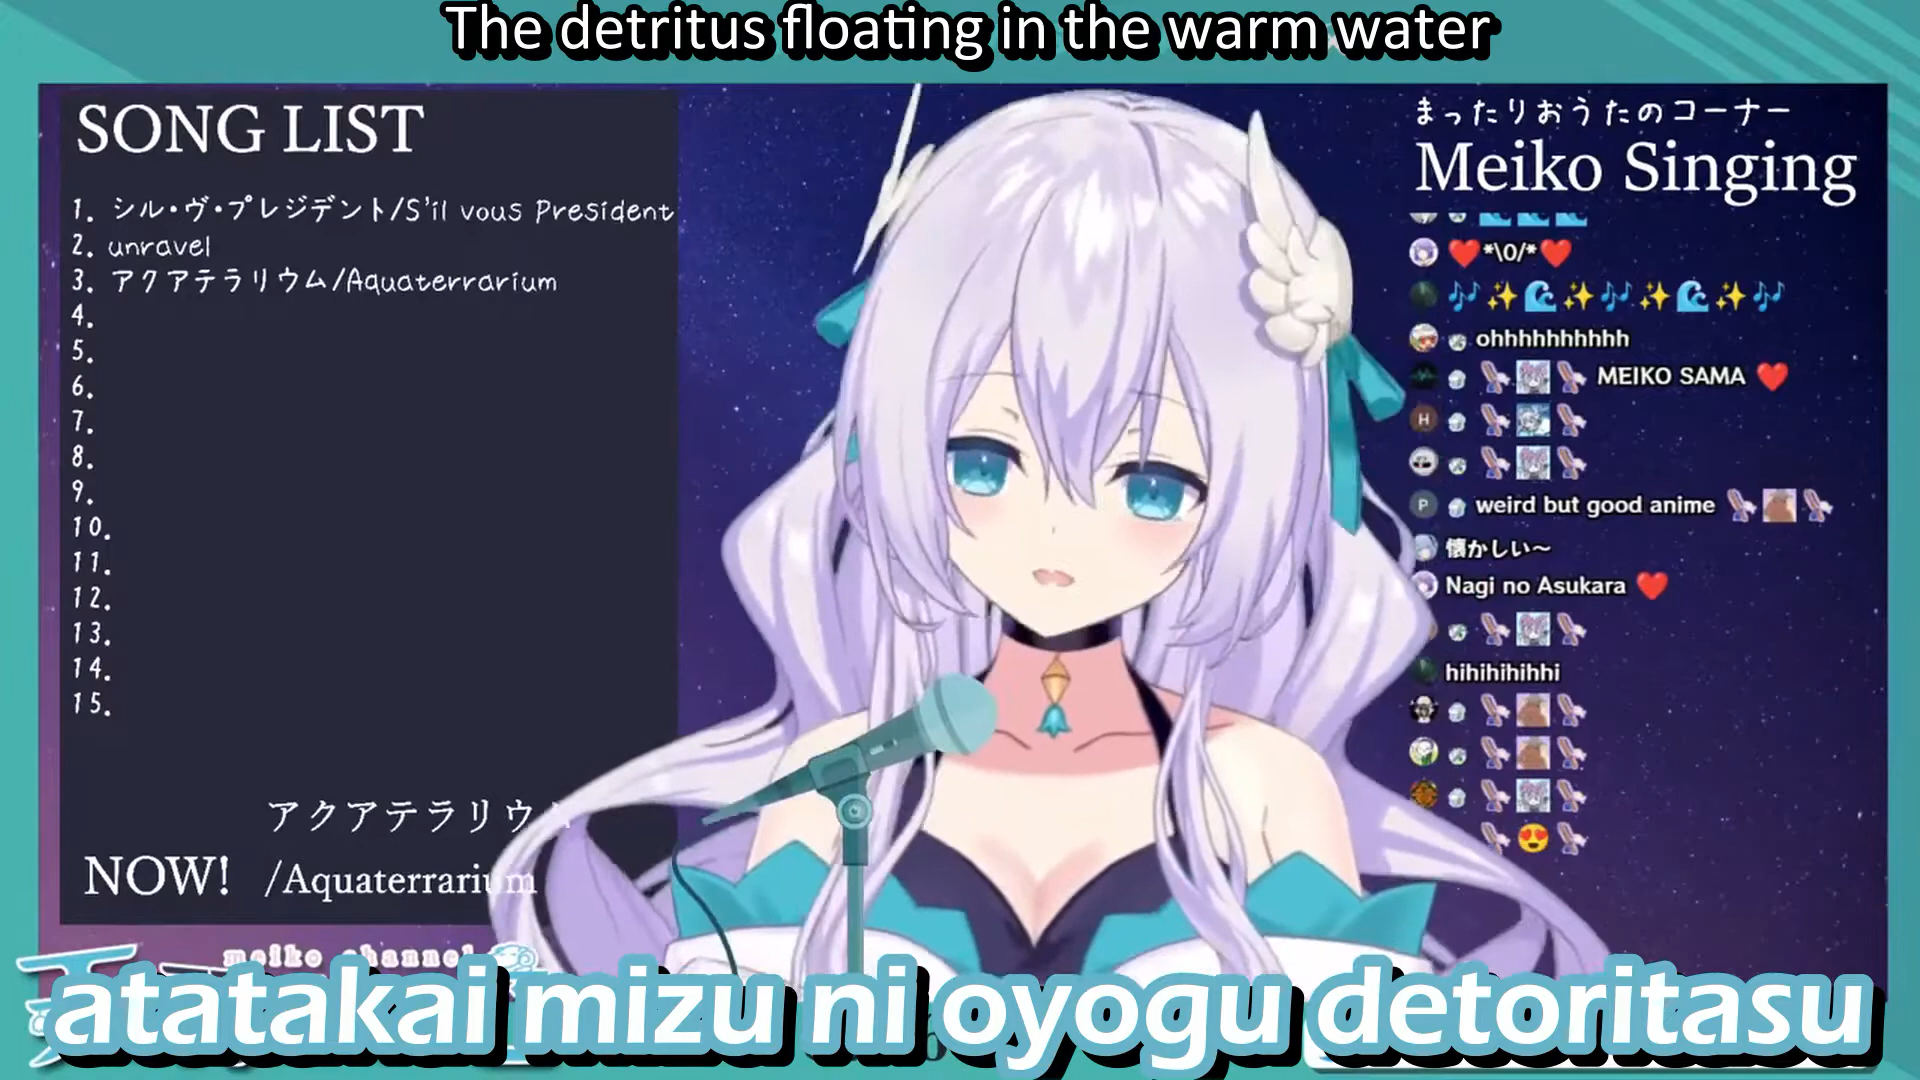 The detritus floating in the warm water
SONG LIST
1. シル・ヴ・プレジデント/S'il vous President
2. unravel
3. アクアテラリウム/Aquaterrarium
4.
5.
6.
7.
8.
9.
10.
11.
12.
13.
14.
15.
アクアテラリウム
NOW! /Aquaterrarium
まったりおうたのコーナー
Meiko Singing
*\0/*
ohhhhhhhhhh
MEIKO SAMA
H
P weird but good anime
懐かしい~
Nagi no Asukara
hihihihihhi
meiko channel
atatakai mizu ni oyogu detoritasu